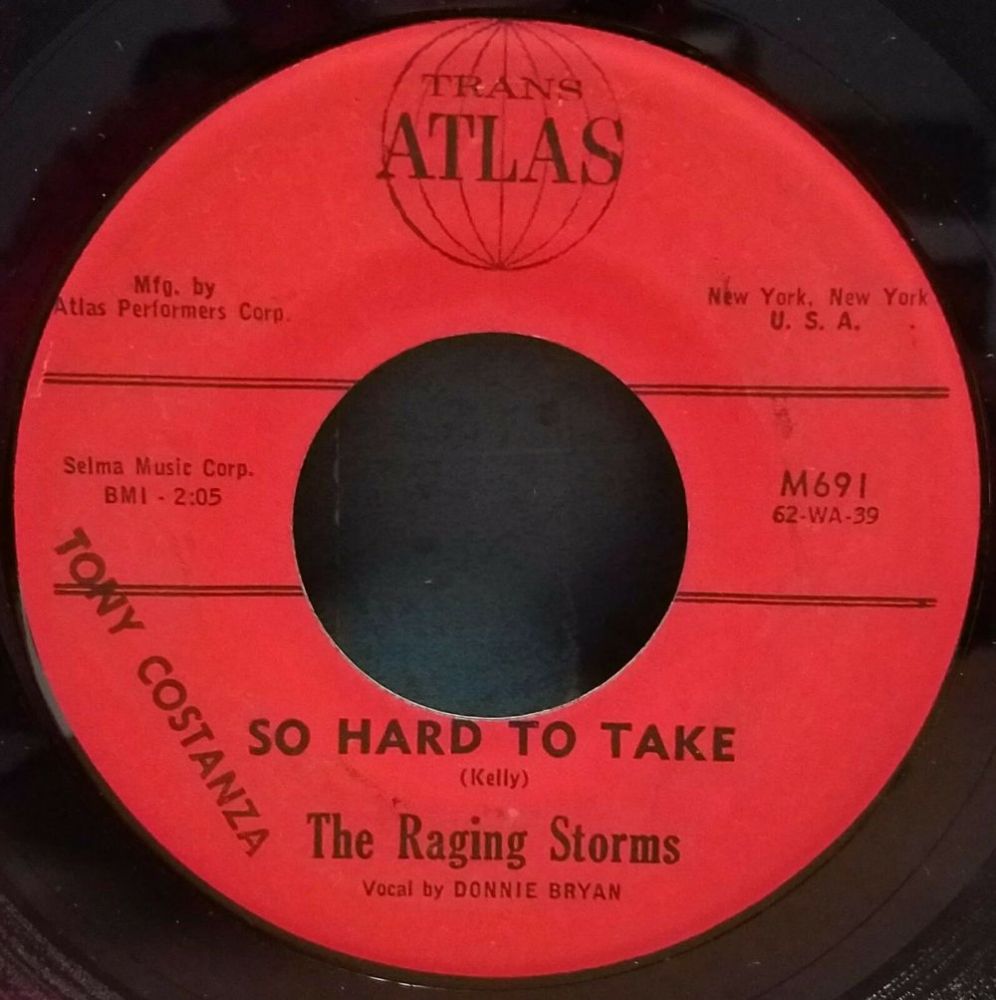 TRANS
ATLAS
Mfg. by
Atlas Performers Corp.
New York, New York
U. S. A.
Selma Music Corp.
BMI - 2:05
M691
62-WA-39
TONY COSTANZA
SO HARD TO TAKE
(Kelly)
The Raging Storms
Vocal by DONNIE BRYAN